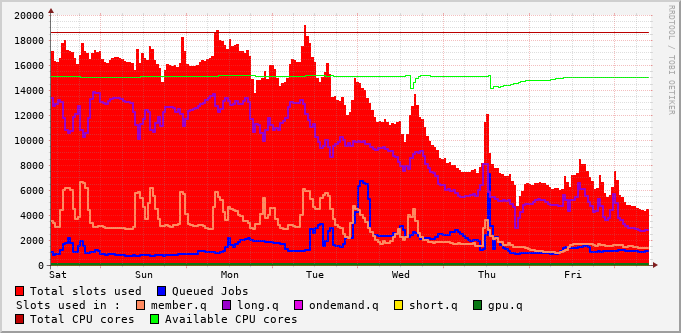 RRDTOOL / TOBI OETIKER
20000
18000
16000
14000
12000
10000
8000
6000
4000
2000
0
Sat Sun Mon Tue Wed Thu Fri
Total slots used Queued Jobs
Slots used in : member.q long.q ondemand.q short.q gpu.q
Total CPU cores Available CPU cores